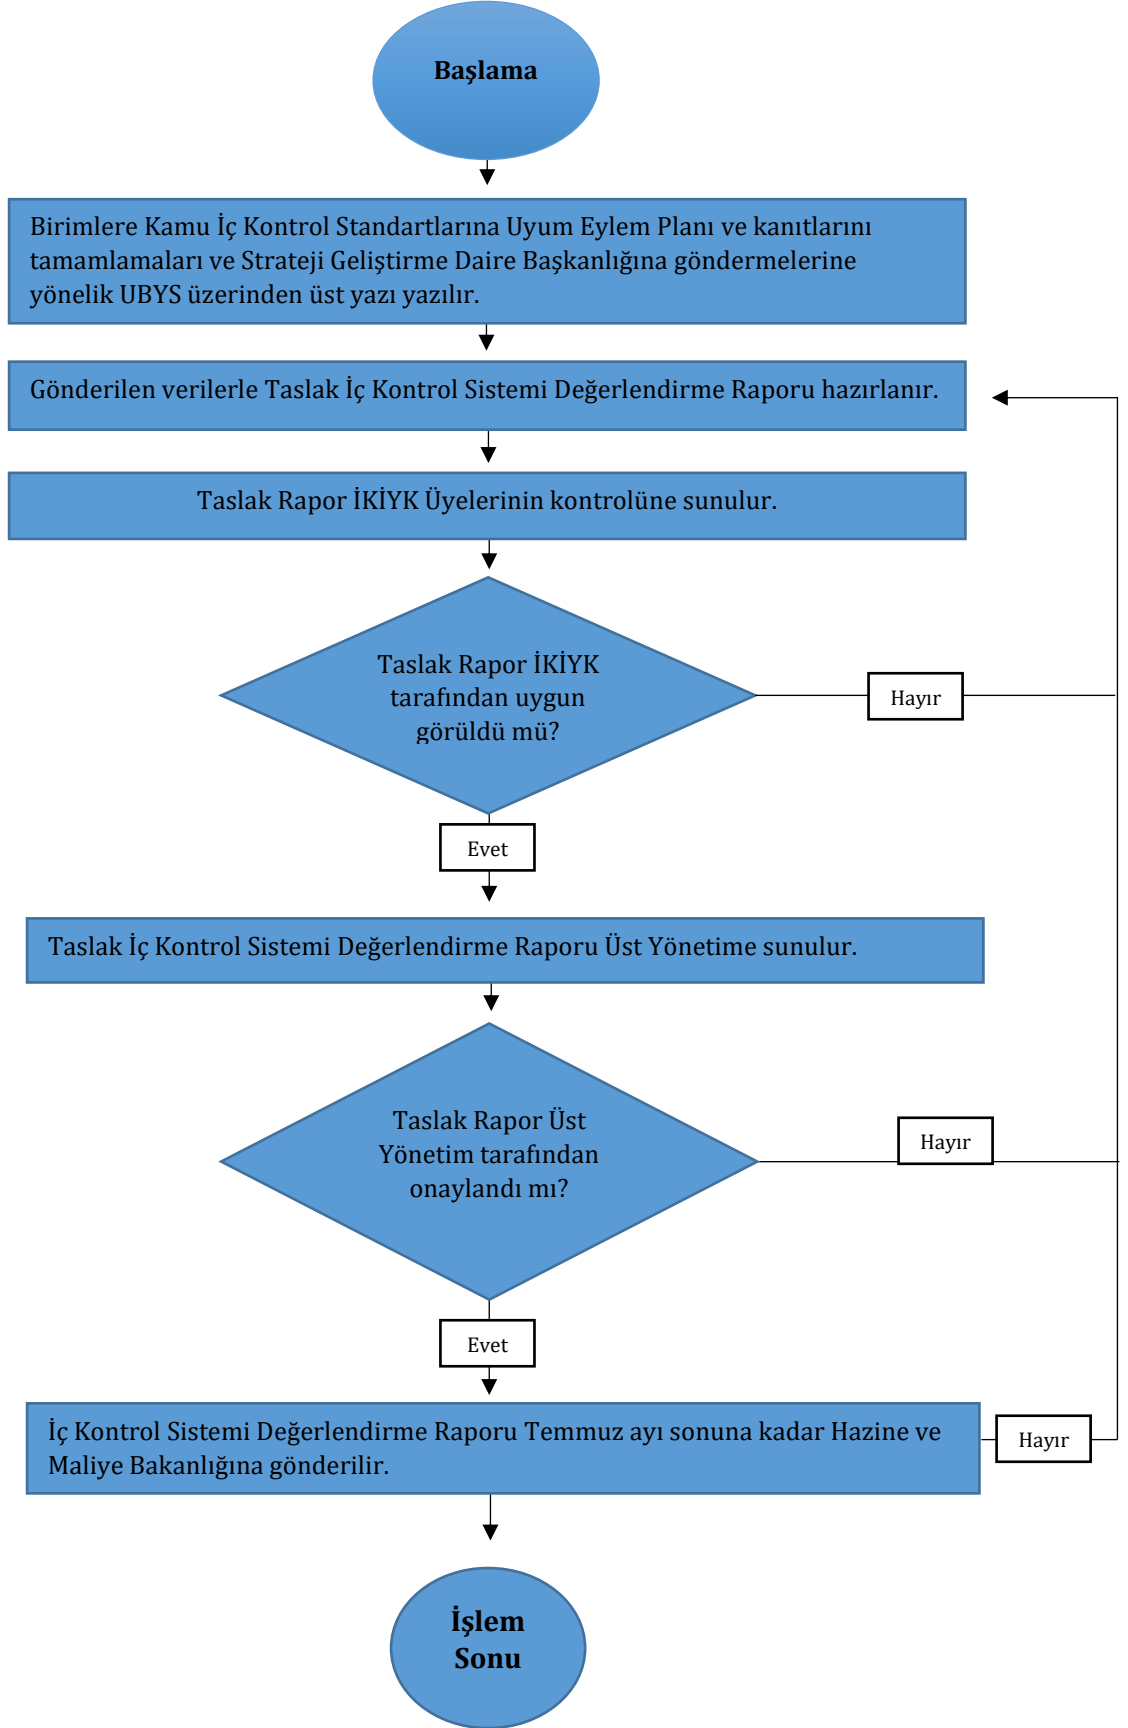 Başlama
Birimlere Kamu İç Kontrol Standartlarına Uyum Eylem Planı ve kanıtlarını
tamamlamaları ve Strateji Geliştirme Daire Başkanlığına göndermelerine
yönelik UBYS üzerinden üst yazı yazılır.
Gönderilen verilerle Taslak İç Kontrol Sistemi Değerlendirme Raporu hazırlanır.
Taslak Rapor İKİYK Üyelerinin kontrolüne sunulur.
Taslak Rapor İKİYK
tarafından uygun
görüldü mü?
Hayır
Evet
Taslak İç Kontrol Sistemi Değerlendirme Raporu Üst Yönetime sunulur.
Taslak Rapor Üst
Yönetim tarafından
onaylandı mı?
Hayır
Evet
İç Kontrol Sistemi Değerlendirme Raporu Temmuz ayı sonuna kadar Hazine ve
Maliye Bakanlığına gönderilir.
Hayır
İşlem
Sonu